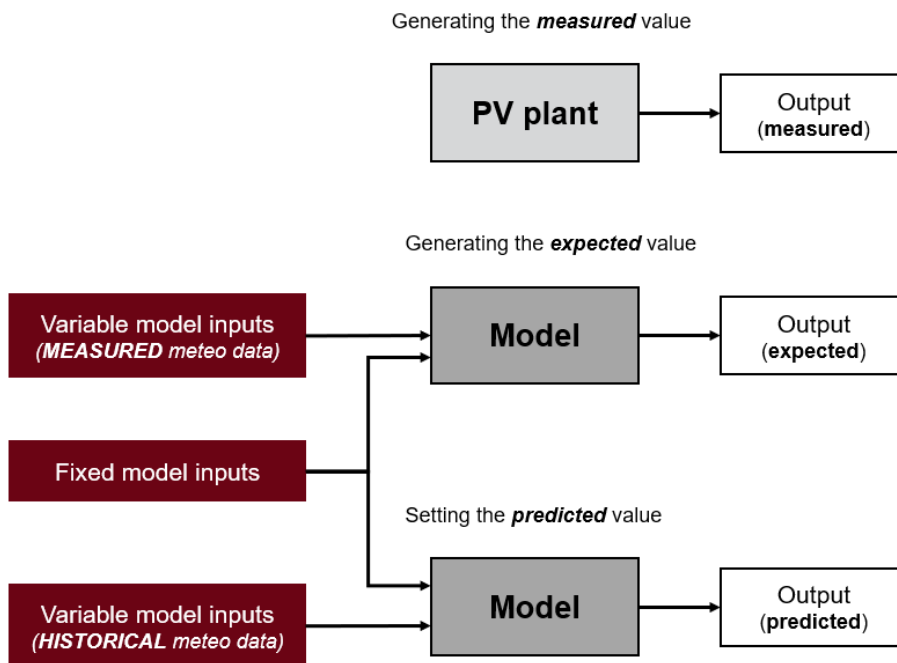 Generating the measured value
PV plant
Output
(measured)
Generating the expected value
Variable model inputs
(MEASURED meteo data)
Model
Output
(expected)
Fixed model inputs
Setting the predicted value
Variable model inputs
(HISTORICAL meteo data)
Model
Output
(predicted)